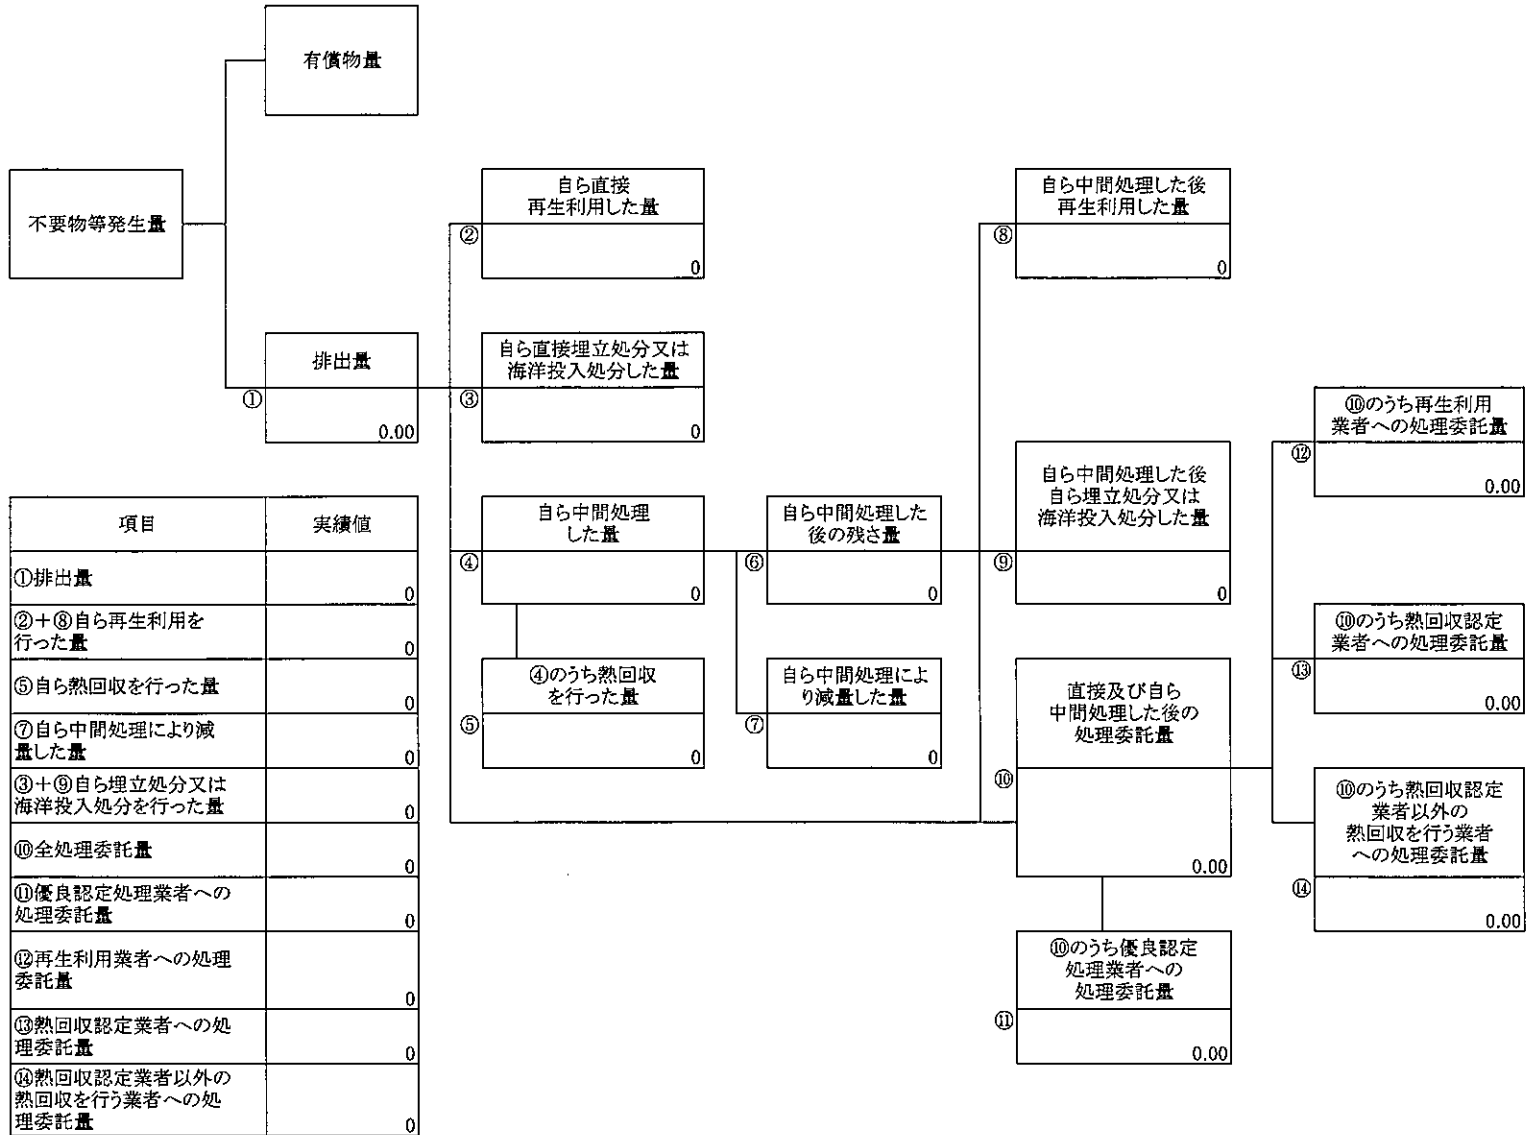 有償物量
不要物等発生量
自ら直接
再生利用した量
②
0
自ら中間処理した後
再生利用した量
⑧
0
排出量
①
0.00
自ら直接埋立処分又は
海洋投入処分した量
③
0
⑩のうち再生利用
業者への処理委託量
⑫
0.00
自ら中間処理
した量
④
0
自ら中間処理した
後の残さ量
⑥
0
自ら中間処理した後
自ら埋立処分又は
海洋投入処分した量
⑨
0
⑩のうち熱回収認定
業者への処理委託量
⑬
0.00
④のうち熱回収
を行った量
⑤
0
自ら中間処理によ
り減量した量
⑦
0
直接及び自ら
中間処理した後の
処理委託量
⑩
0.00
⑩のうち熱回収認定
業者以外の
熱回収を行う業者
への処理委託量
⑭
0.00
⑩のうち優良認定
処理業者への
処理委託量
⑪
0.00
項目 実績値
①排出量
0
②+⑧自ら再生利用を
行った量
0
⑤自ら熱回収を行った量
0
⑦自ら中間処理により減
量した量
0
③+⑨自ら埋立処分又は
海洋投入処分を行った量
0
⑩全処理委託量
0
⑪優良認定処理業者への
処理委託量
0
⑫再生利用業者への処理
委託量
0
⑬熱回収認定業者への処
理委託量
0
⑭熱回収認定業者以外の
熱回収を行う業者への処
理委託量
0